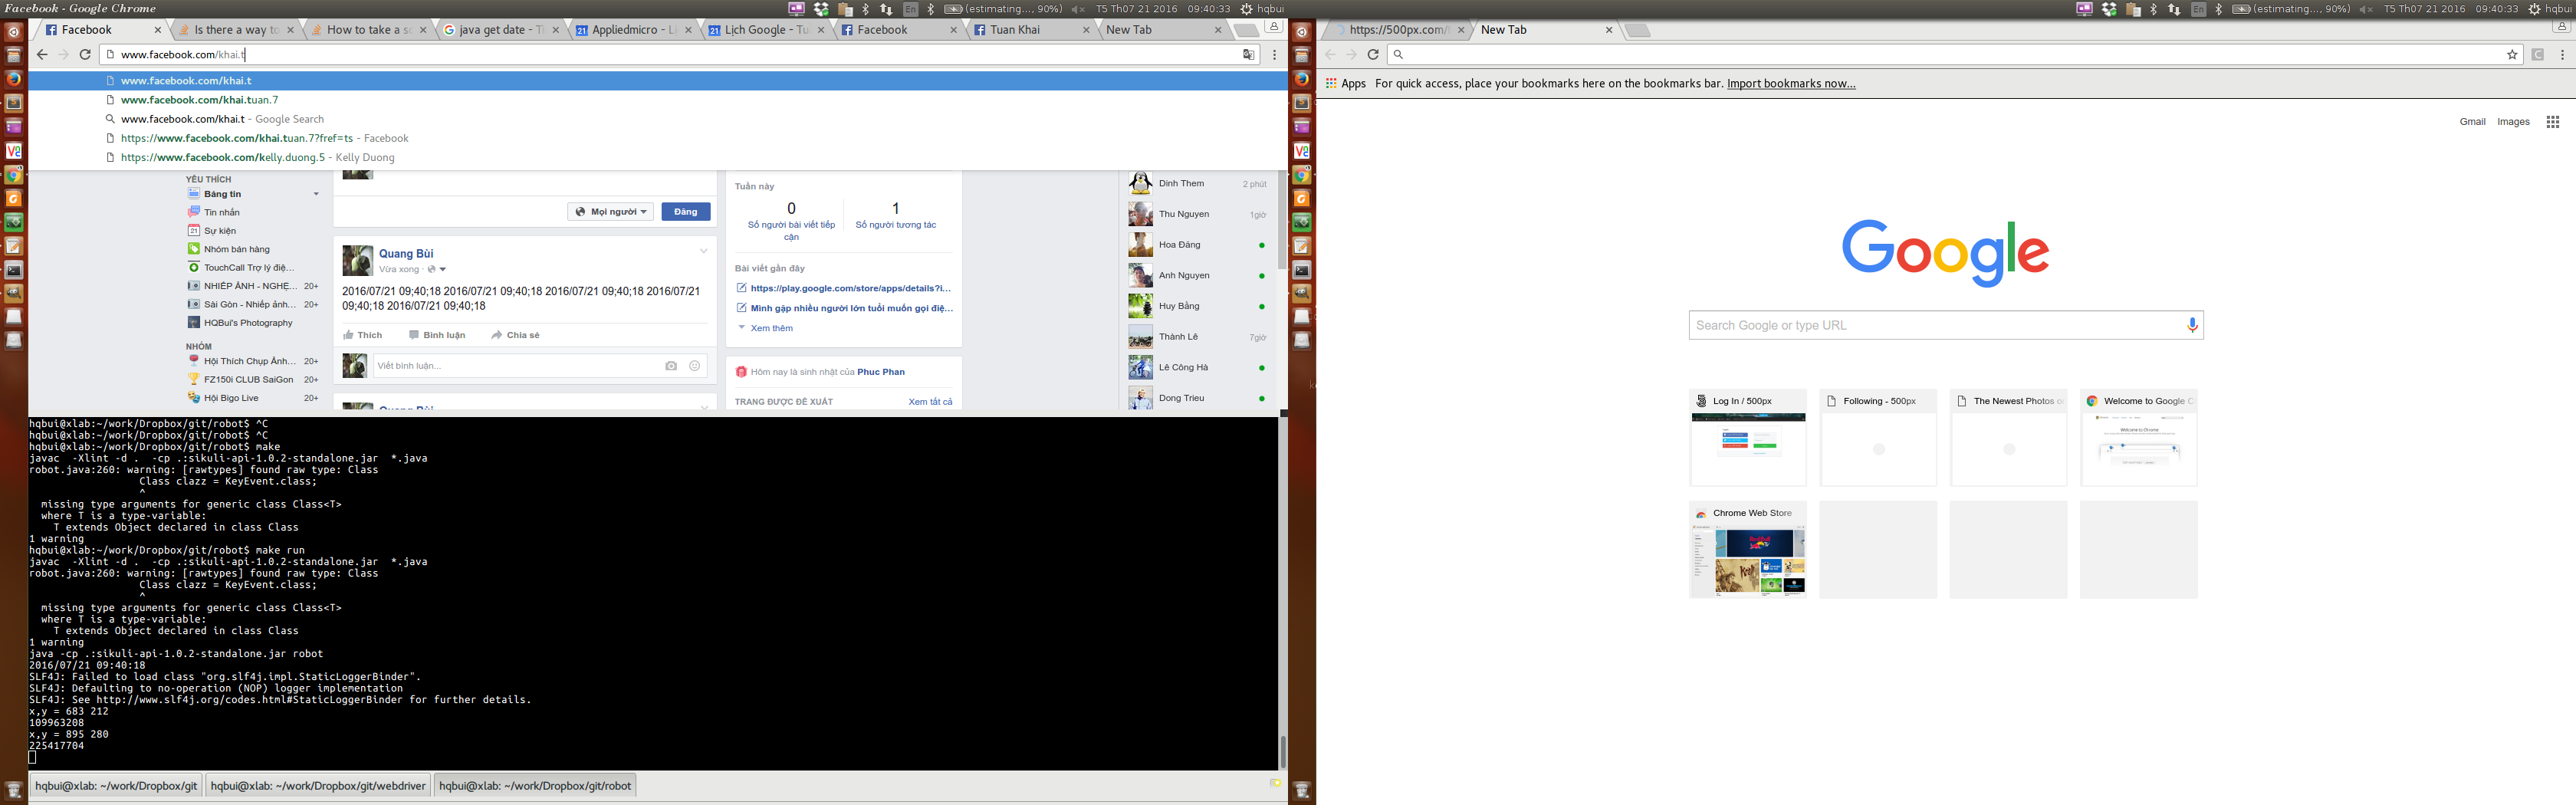 Facebook - Google Chrome
En (estimating..., 90%) T5 Th07 21 2016 09:40:33 hqbui
Facebook
Is there a way to
How to take a sc
java get date - Ti
Appliedmicro - Li
Lịch Google - Tu
Facebook
Tuan Khai
New Tab
www.facebook.com/khai.t
www.facebook.com/khai.t
www.facebook.com/khai.tuan.7
www.facebook.com/khai.t - Google Search
https://www.facebook.com/khai.tuan.7?fref=ts - Facebook
https://www.facebook.com/kelly.duong.5 - Kelly Duong
YÊU THÍCH
Bảng tin
Tin nhắn
Sự kiện
Nhóm bán hàng
TouchCall Trợ lý điệ...
NHIẾP ẢNH - NGHỆ... 20+
Sài Gòn - Nhiếp ảnh... 20+
HQBui's Photography
NHÓM
Hội Thích Chụp Ảnh... 20+
FZ150i CLUB SaiGon 20+
Hội Bigo Live 20+
Mọi người Đăng
Quang Bùi
Vừa xong ·
2016/07/21 09;40;18 2016/07/21 09;40;18 2016/07/21 09;40;18 2016/07/21
09;40;18 2016/07/21 09;40;18
Thích Bình luận Chia sẻ
Viết bình luận...
Quang Bùi
Tuần này
0 1
Số người bài viết tiếp cận
Số người tương tác
Bài viết gần đây
https://play.google.com/store/apps/details?i...
Mình gặp nhiều người lớn tuổi muốn gọi điệ...
Xem thêm
Hôm nay là sinh nhật của Phuc Phan
TRANG ĐƯỢC ĐỀ XUẤT Xem tất cả
Dinh Them 2 phút
Thu Nguyen 1giờ
Hoa Đăng
Anh Nguyen
Huy Bằng
Thành Lê 7giờ
Lê Công Hà
Dong Trieu
hqbui@xlab:~/work/Dropbox/git/robot$ ^C
hqbui@xlab:~/work/Dropbox/git/robot$ ^C
hqbui@xlab:~/work/Dropbox/git/robot$ make
javac  -Xlint -d .  -cp .:sikuli-api-1.0.2-standalone.jar  *.java
robot.java:260: warning: [rawtypes] found raw type: Class
Class clazz = KeyEvent.class;
^
missing type arguments for generic class Class<T>
where T is a type-variable:
T extends Object declared in class Class
1 warning
hqbui@xlab:~/work/Dropbox/git/robot$ make run
javac  -Xlint -d .  -cp .:sikuli-api-1.0.2-standalone.jar  *.java
robot.java:260: warning: [rawtypes] found raw type: Class
Class clazz = KeyEvent.class;
^
missing type arguments for generic class Class<T>
where T is a type-variable:
T extends Object declared in class Class
1 warning
java -cp .:sikuli-api-1.0.2-standalone.jar robot
2016/07/21 09:40:18
SLF4J: Failed to load class "org.slf4j.impl.StaticLoggerBinder".
SLF4J: Defaulting to no-operation (NOP) logger implementation
SLF4J: See http://www.slf4j.org/codes.html#StaticLoggerBinder for further details.
x,y = 683 212
109963208
x,y = 895 280
225417704
hqbui@xlab: ~/work/Dropbox/git
hqbui@xlab: ~/work/Dropbox/git/webdriver
hqbui@xlab: ~/work/Dropbox/git/robot
En (estimating..., 90%) T5 Th07 21 2016 09:40:33 hqbui
https://500px.com/
New Tab
Apps For quick access, place your bookmarks here on the bookmarks bar. Import bookmarks now...
Gmail Images
Google
Search Google or type URL
Log In / 500px
Following - 500px
The Newest Photos o
Welcome to Google C
Chrome Web Store